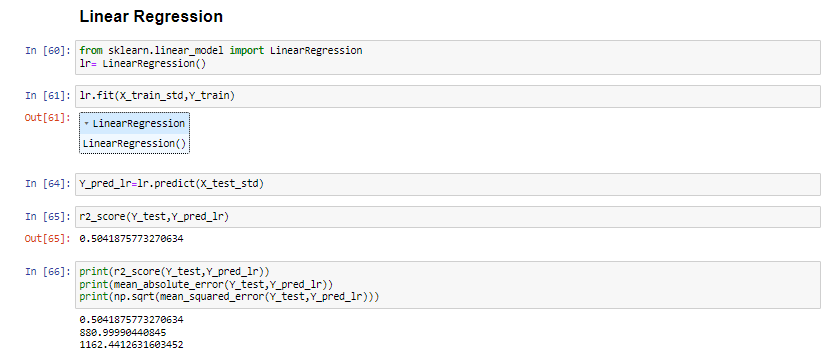 Linear Regression
In [60]: from sklearn.linear_model import LinearRegression
lr= LinearRegression()
In [61]: lr.fit(X_train_std,Y_train)
Out[61]: ▾ LinearRegression
LinearRegression()
In [64]: Y_pred_lr=lr.predict(X_test_std)
In [65]: r2_score(Y_test,Y_pred_lr)
Out[65]: 0.5041875773270634
In [66]: print(r2_score(Y_test,Y_pred_lr))
print(mean_absolute_error(Y_test,Y_pred_lr))
print(np.sqrt(mean_squared_error(Y_test,Y_pred_lr)))
0.5041875773270634
880.99990440845
1162.4412631603452